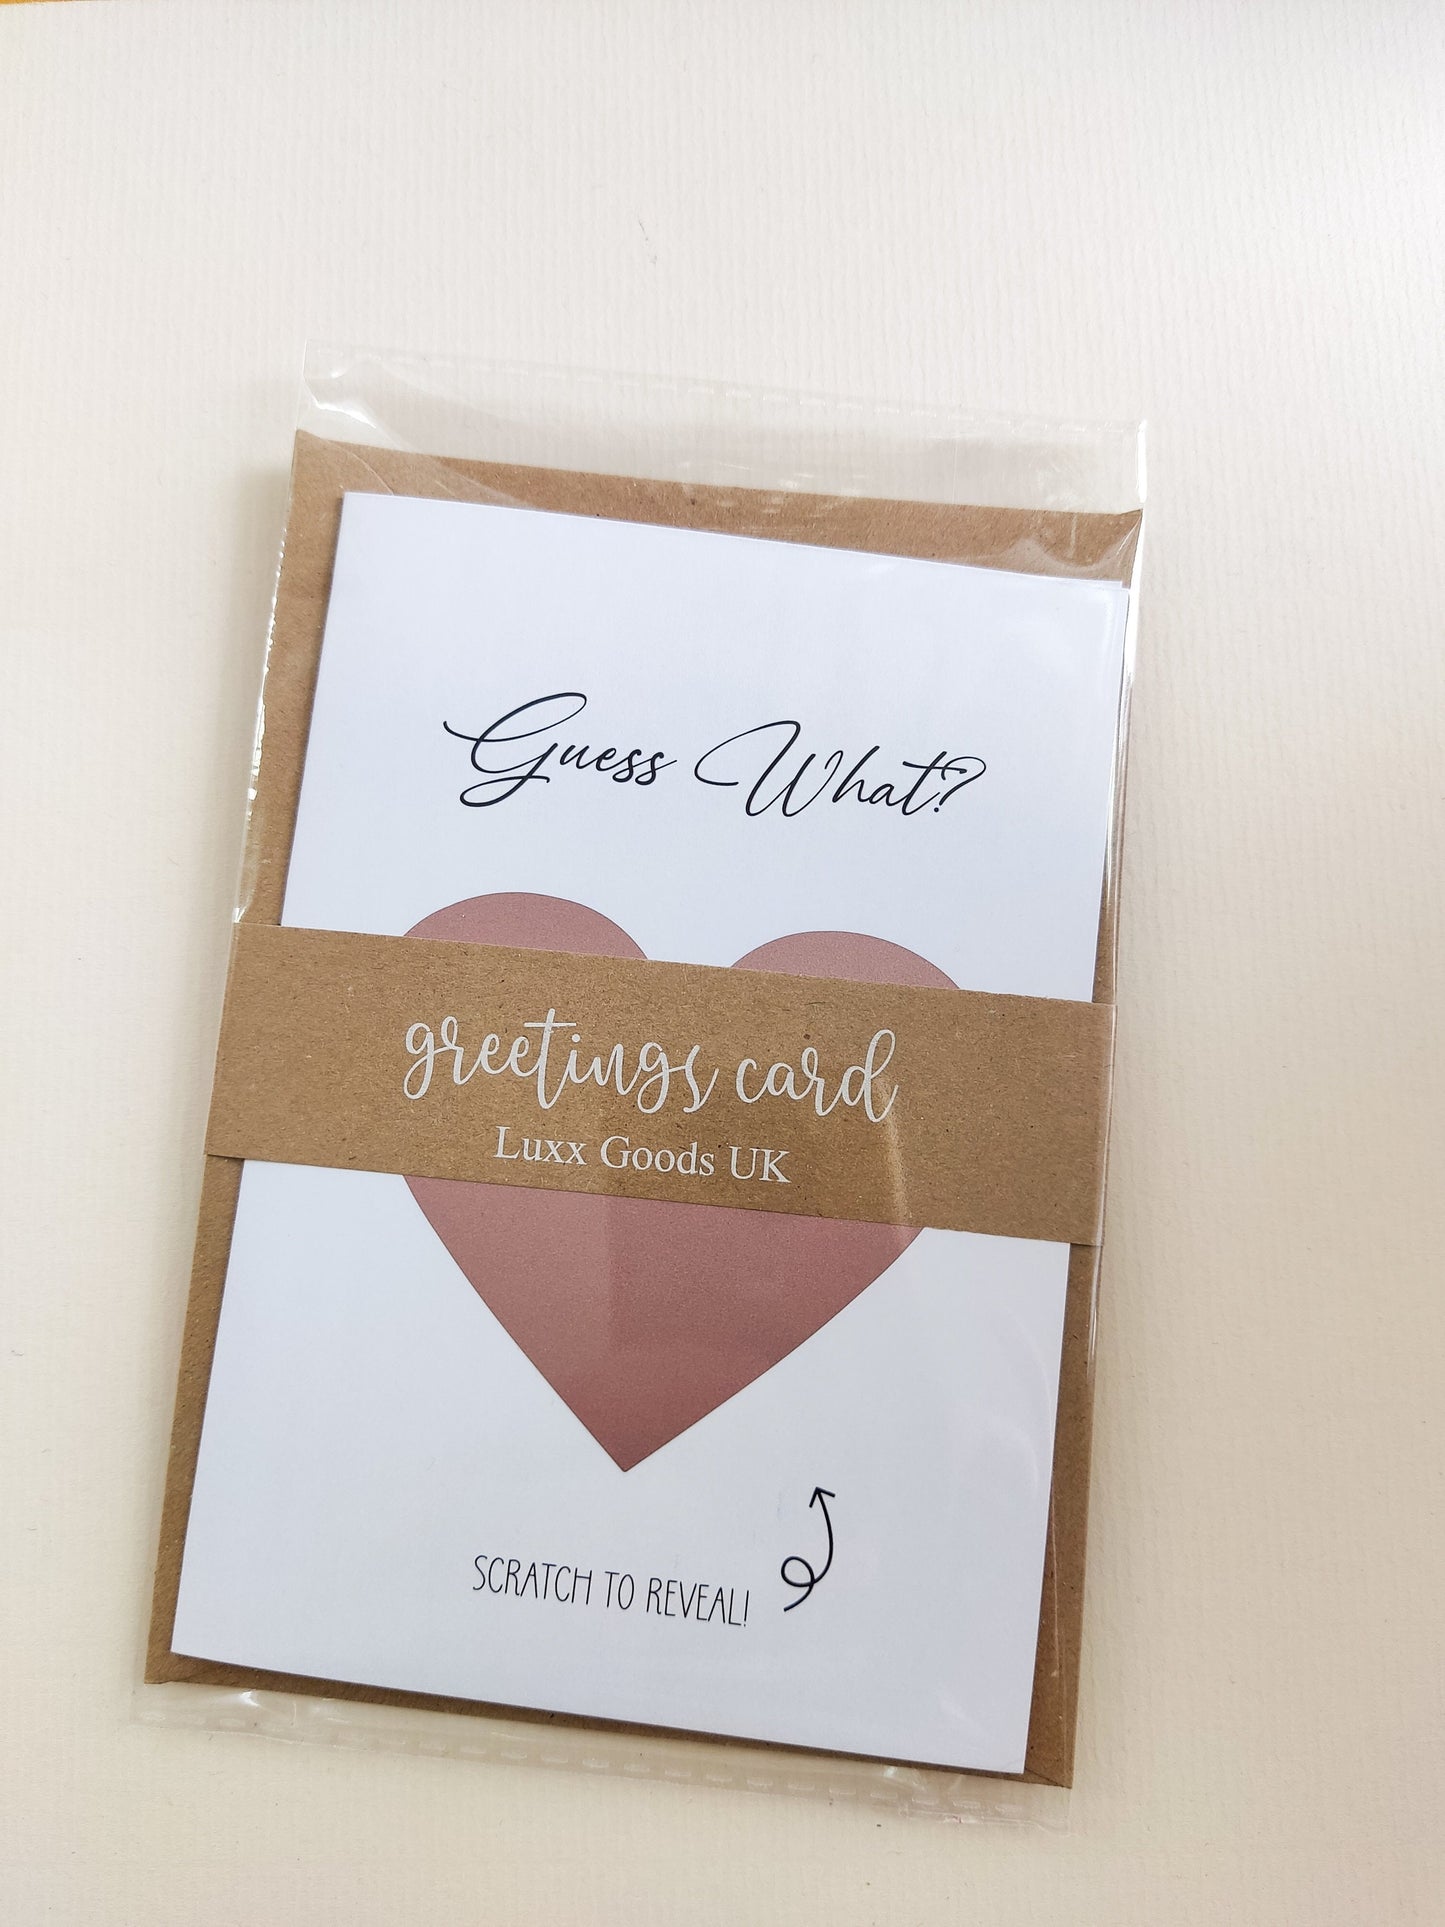 Guess What?
greetings card
Luxx Goods UK
SCRATCH TO REVEAL!